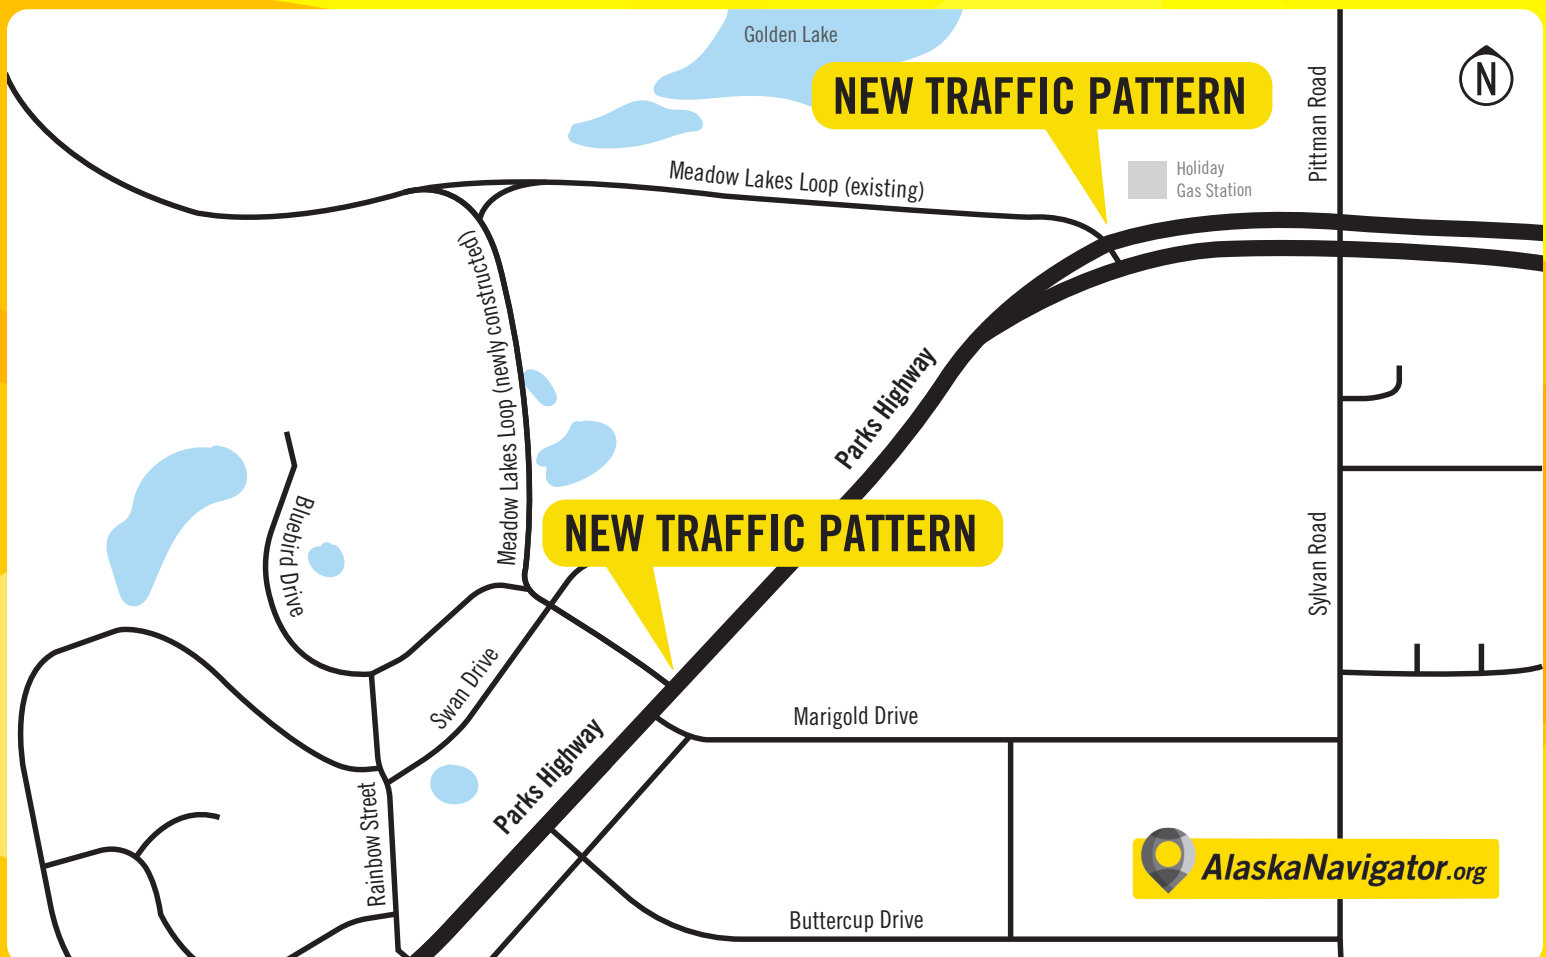 Golden Lake
NEW TRAFFIC PATTERN
Pittman Road
N
Holiday
Gas Station
Meadow Lakes Loop (existing)
Meadow Lakes Loop (newly constructed)
Parks Highway
Bluebird Drive
NEW TRAFFIC PATTERN
Sylvan Road
Swan Drive
Marigold Drive
Parks Highway
Rainbow Street
AlaskaNavigator.org
Buttercup Drive